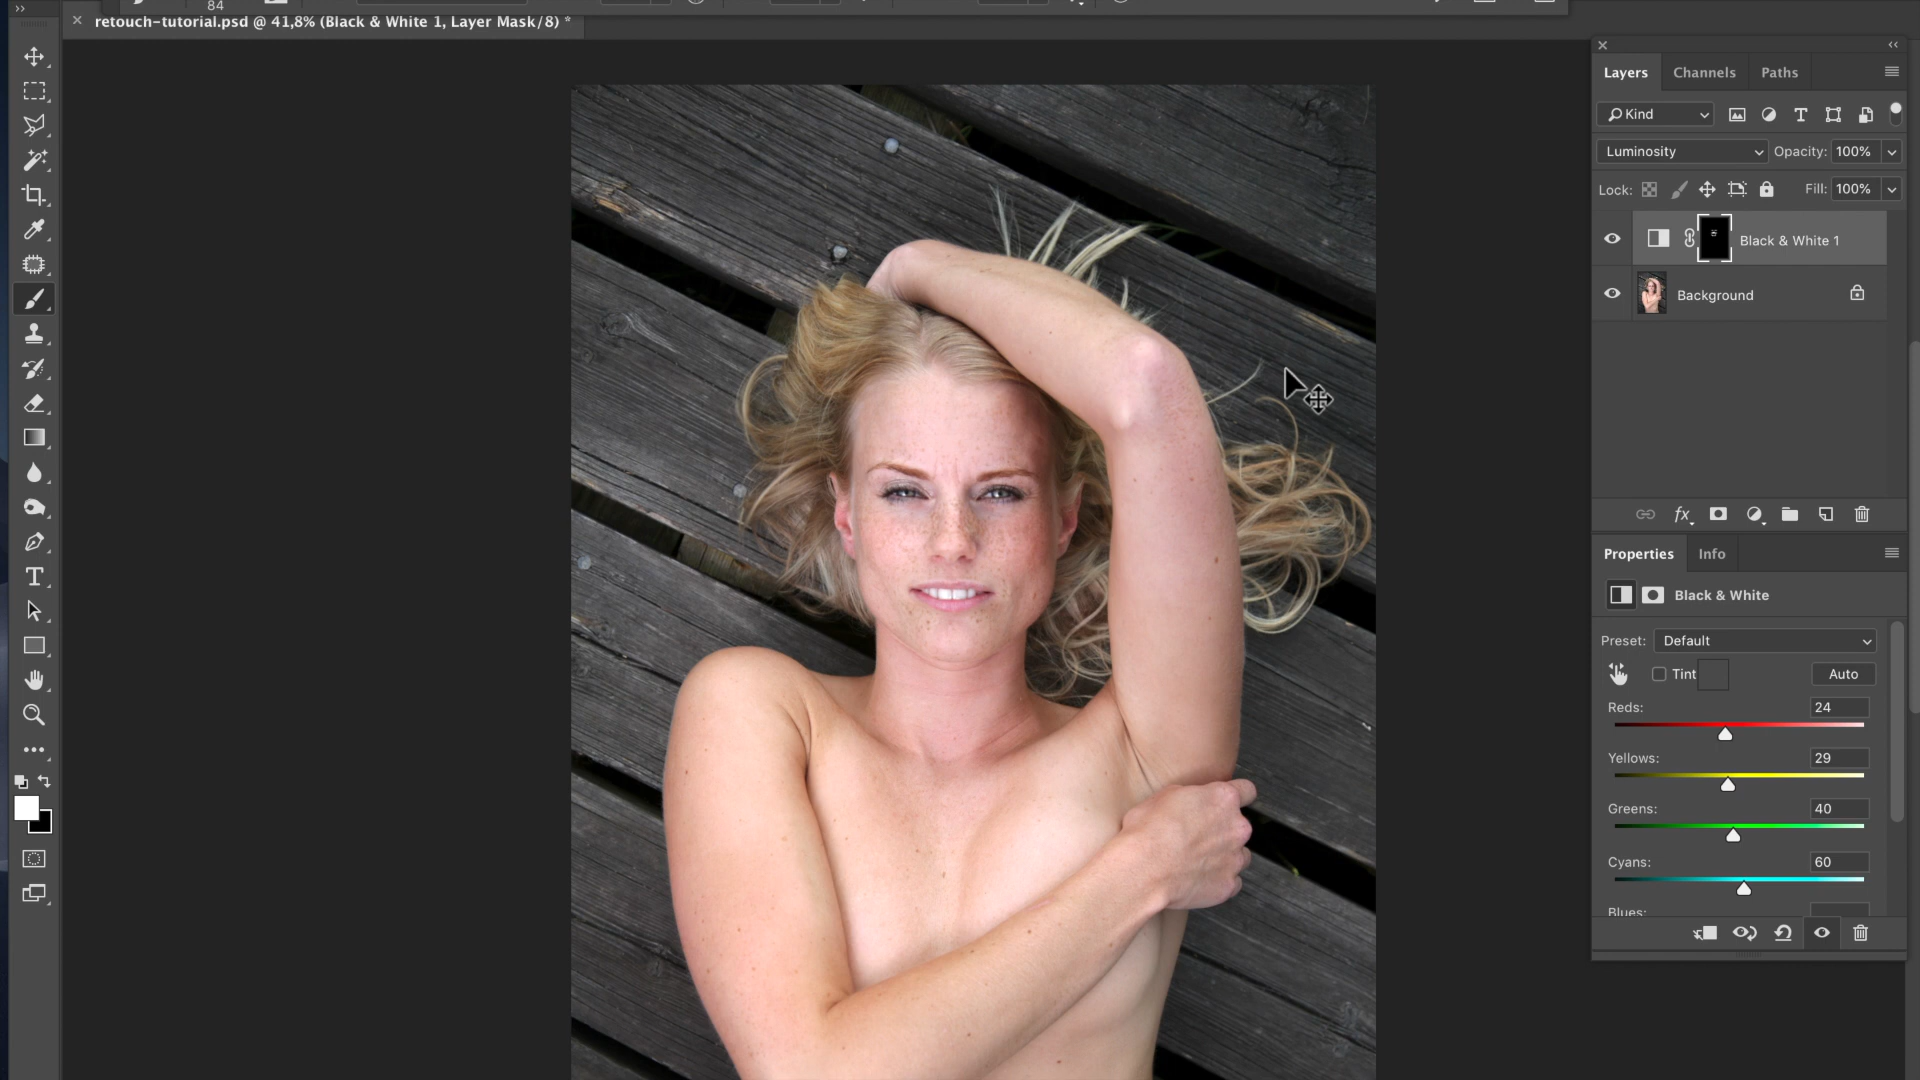 84
retouch-tutorial.psd @ 41,8% (Black & White 1, Layer Mask/8) *
Layers Channels Paths
Kind
Luminosity Opacity: 100%
Lock: Fill: 100%
Black & White 1
Background
Properties Info
Black & White
Preset: Default
Tint Auto
Reds: 24
Yellows: 29
Greens: 40
Cyans: 60
Blues: